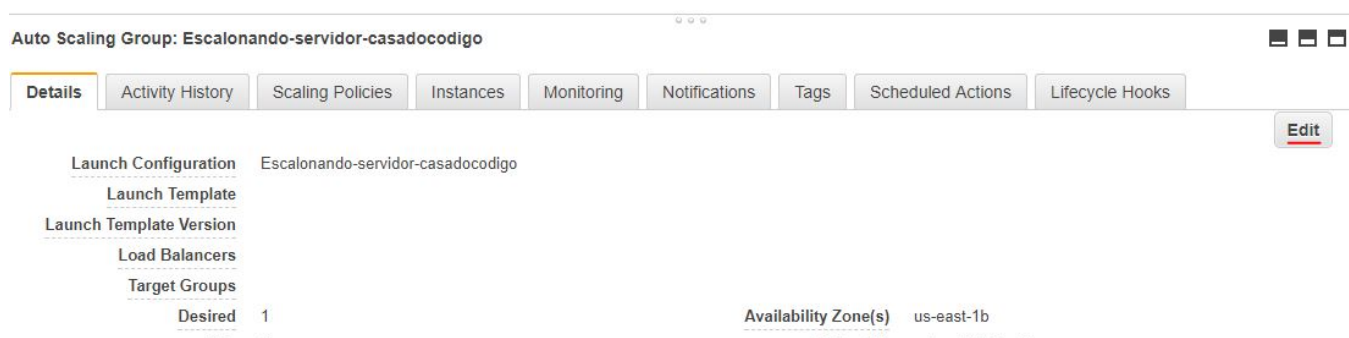 Auto Scaling Group: Escalonando-servidor-casadocodigo
Details Activity History Scaling Policies Instances Monitoring Notifications Tags Scheduled Actions Lifecycle Hooks
Edit
Launch Configuration Escalonando-servidor-casadocodigo
Launch Template
Launch Template Version
Load Balancers
Target Groups
Desired 1 Availability Zone(s) us-east-1b